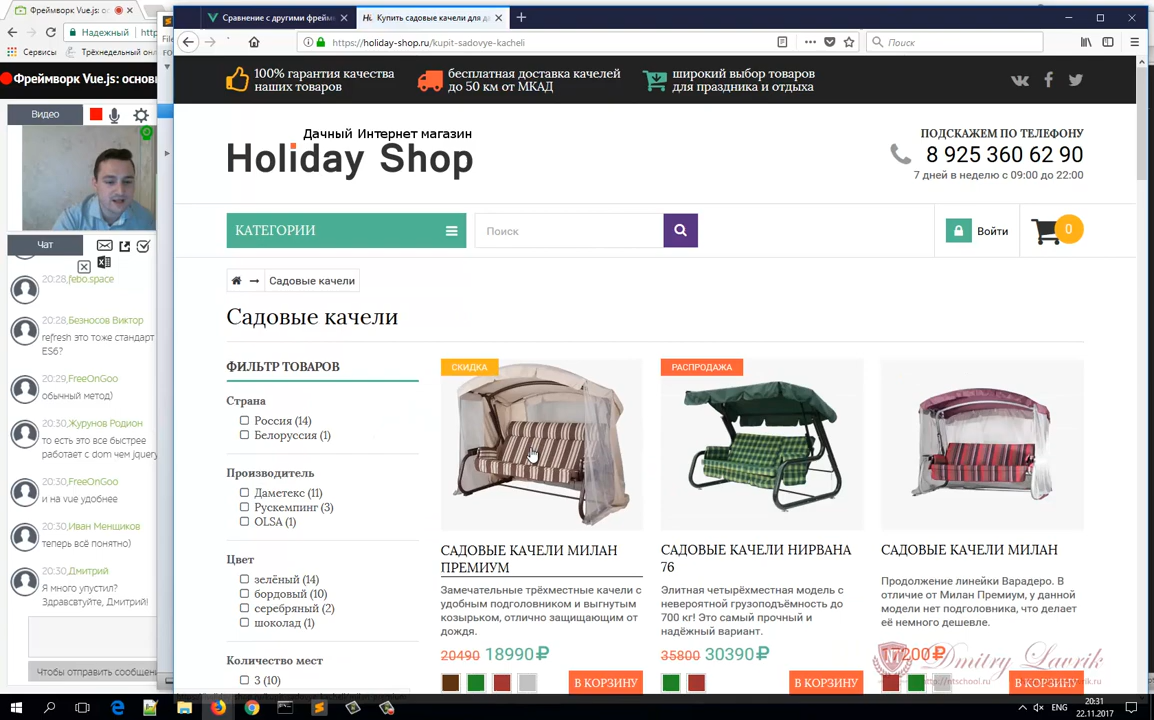 Фреймворк Vue.js: основ
Надежный
Сервисы
Трёхнедельный
Фреймворк Vue.js: основы
Видео
Чат
20:28,febo.space
20:28,Безносов Виктор
refresh это тоже стандарт
ES6?
20:29,FreeOnGoo
обычный метод)
20:30,Журунов Родион
то есть это все быстрее
работает с dom чем jquery
20:30,FreeOnGoo
и на vue удобнее
20:30,Иван Менщиков
теперь всё понятно)
20:30,Дмитрий
Я много упустил?
Здравсвтуйте, Дмитрий!
Чтобы отправить сообщен
Сравнение с другими фрейм
Купить садовые качели для д
https://holiday-shop.ru/kupit-sadovye-kacheli
Поиск
100% гарантия качества
наших товаров
бесплатная доставка качелей
до 50 км от МКАД
широкий выбор товаров
для праздника и отдыха
Дачный Интернет магазин
Holiday Shop
ПОДСКАЖЕМ ПО ТЕЛЕФОНУ
8 925 360 62 90
7 дней в неделю с 09:00 до 22:00
КАТЕГОРИИ
Поиск
Войти
0
Садовые качели
Садовые качели
ФИЛЬТР ТОВАРОВ
Страна
Россия (14)
Белоруссия (1)
Производитель
Даметекс (11)
Рускемпинг (3)
OLSA (1)
Цвет
зелёный (14)
бордовый (10)
серебряный (2)
шоколад (1)
Количество мест
3 (10)
СКИДКА
САДОВЫЕ КАЧЕЛИ МИЛАН
ПРЕМИУМ
Замечательные трёхместные качели с
удобным подголовником и выгнутым
козырьком, отлично защищающим от
дождя.
20490 18990₽
В КОРЗИНУ
РАСПРОДАЖА
САДОВЫЕ КАЧЕЛИ НИРВАНА
76
Элитная четырёхместная модель с
невероятной грузоподъёмность до
700 кг! Это самый прочный и
надёжный вариант.
35800 30390₽
В КОРЗИНУ
САДОВЫЕ КАЧЕЛИ МИЛАН
Продолжение линейки Варадеро. В
отличие от Милан Премиум, у данной
модели нет подголовника, что делает
её немного дешевле.
В КОРЗИНУ
Dmitry Lavrik
http://ntschool.ru
ENG
20:31
22.11.2017